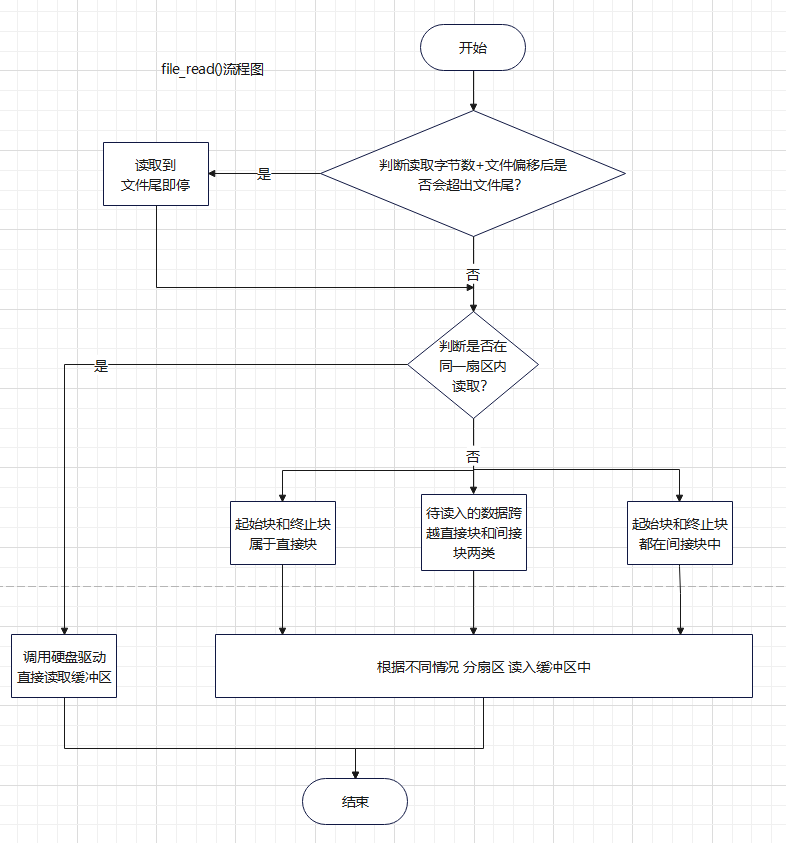 开始
file_read()流程图
判断读取字节数+文件偏移后是
否会超出文件尾？
读取到
文件尾即停
是
否
判断是否在
同一扇区内
读取？
是
否
起始块和终止块
属于直接块
待读入的数据跨
越直接块和间接
块两类
起始块和终止块
都在间接块中
调用硬盘驱动
直接读取缓冲区
根据不同情况 分扇区 读入缓冲区中
结束